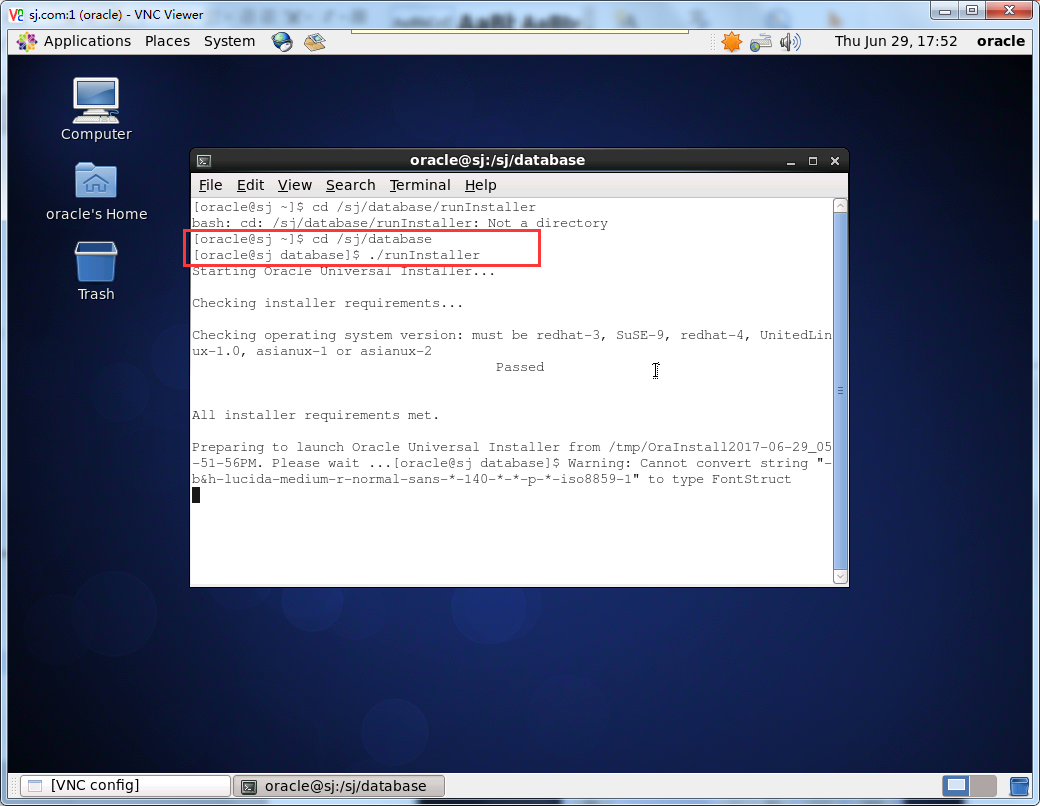 sj.com:1 (oracle) - VNC Viewer
Applications Places System Thu Jun 29, 17:52 oracle
Computer
oracle's Home
Trash
oracle@sj:/sj/database
File Edit View Search Terminal Help
[oracle@sj ~]$ cd /sj/database/runInstaller
bash: cd: /sj/database/runInstaller: Not a directory
[oracle@sj ~]$ cd /sj/database
[oracle@sj database]$ ./runInstaller
Starting Oracle Universal Installer...
Checking installer requirements...
Checking operating system version: must be redhat-3, SuSE-9, redhat-4, UnitedLin
ux-1.0, asianux-1 or asianux-2
Passed
All installer requirements met.
Preparing to launch Oracle Universal Installer from /tmp/OraInstall2017-06-29_05
-51-56PM. Please wait ...[oracle@sj database]$ Warning: Cannot convert string "-
b&h-lucida-medium-r-normal-sans-*-140-*-*-p-*-iso8859-1" to type FontStruct
[VNC config] oracle@sj:/sj/database